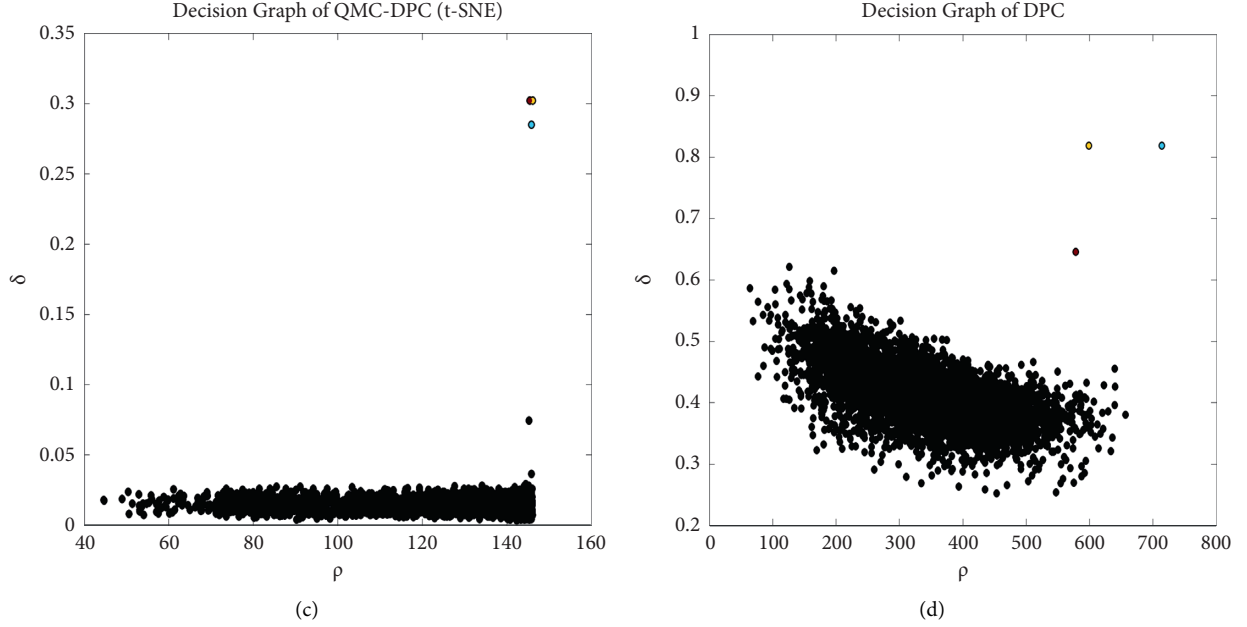 Decision Graph of QMC-DPC (t-SNE)
0.35
0.3
0.25
0.2
0.15
0.1
0.05
0
δ
40 60 80 100 120 140 160
ρ
(c)
Decision Graph of DPC
1
0.9
0.8
0.7
0.6
0.5
0.4
0.3
0.2
δ
0 100 200 300 400 500 600 700 800
ρ
(d)